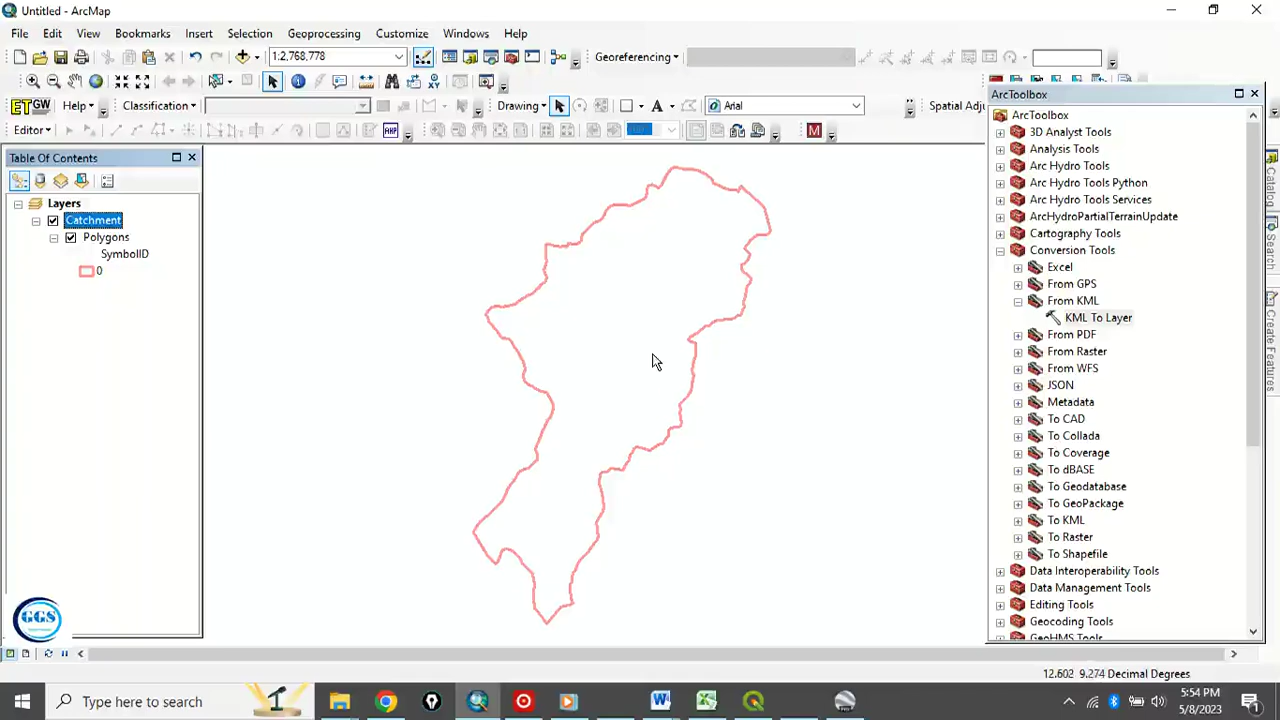 Untitled - ArcMap
File Edit View Bookmarks Insert Selection Geoprocessing Customize Windows Help
1:2,768,778 Georeferencing
ETGW Help Classification Drawing A Arial Spatial Adj
Editor AKP M
Table Of Contents
Layers
Catchment
Polygons
SymbolID
0
ArcToolbox
ArcToolbox
3D Analyst Tools
Analysis Tools
Arc Hydro Tools
Arc Hydro Tools Python
Arc Hydro Tools Services
ArcHydroPartialTerrainUpdate
Cartography Tools
Conversion Tools
Excel
From GPS
From KML
KML To Layer
From PDF
From Raster
From WFS
JSON
Metadata
To CAD
To Collada
To Coverage
To dBASE
To Geodatabase
To GeoPackage
To KML
To Raster
To Shapefile
Data Interoperability Tools
Data Management Tools
Editing Tools
Geocoding Tools
GeoHMS Tools
Catalog
Search
Create Features
GGS
12.602 9.274 Decimal Degrees
Type here to search
5:54 PM
5/8/2023